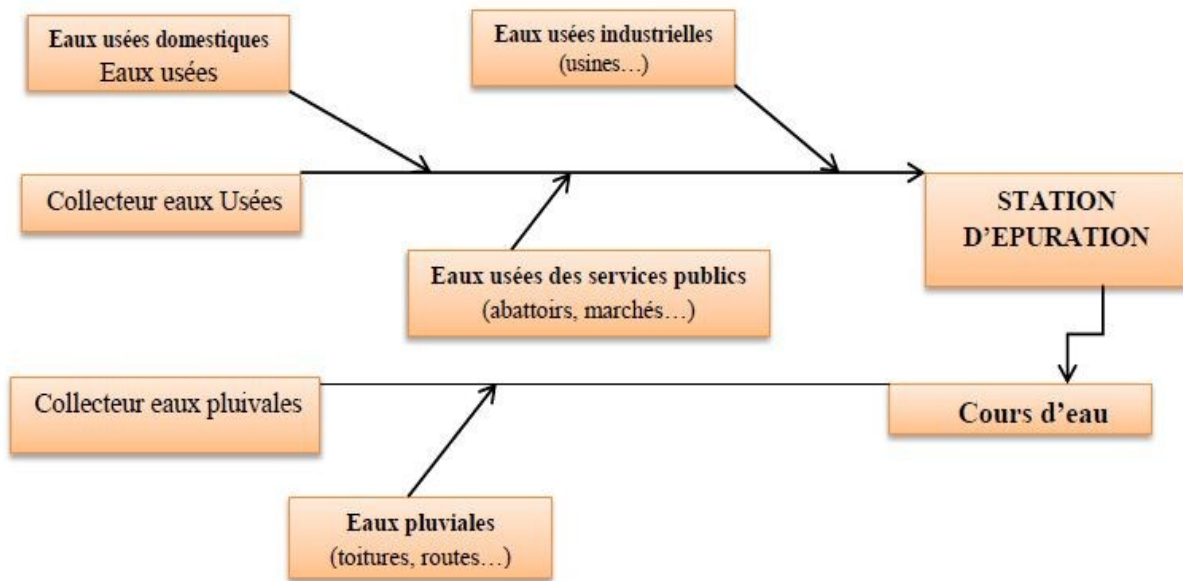 Eaux usées domestiques
Eaux usées
Eaux usées industrielles
(usines…)
Collecteur eaux Usées
STATION
D’EPURATION
Eaux usées des services publics
(abattoirs, marchés…)
Collecteur eaux pluivales
Cours d’eau
Eaux pluviales
(toitures, routes…)